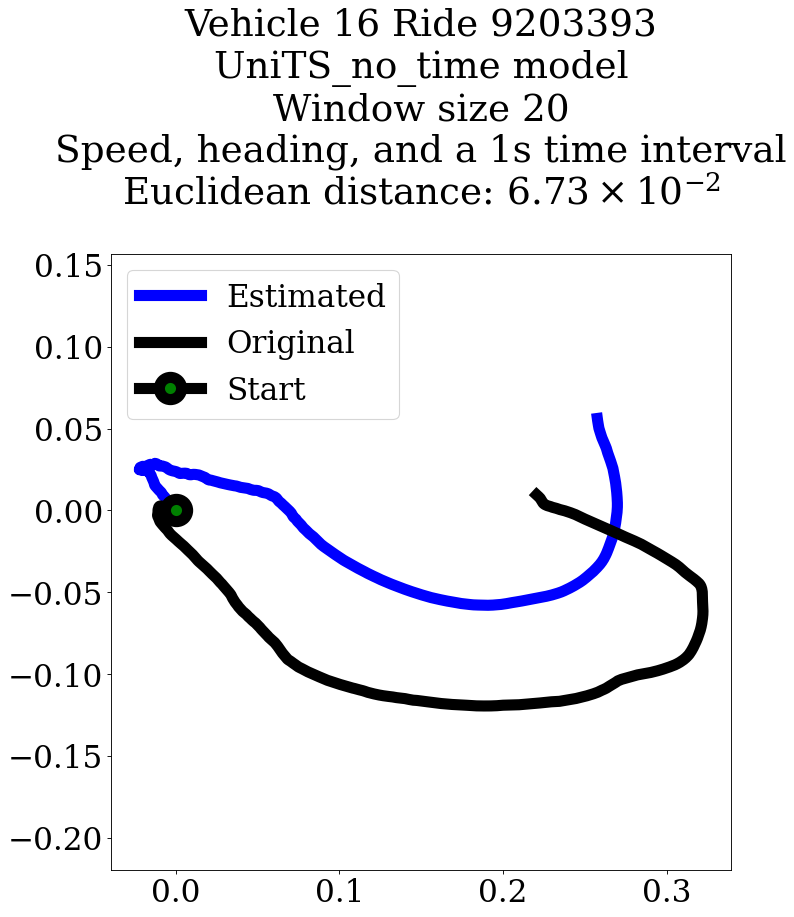 Vehicle 16 Ride 9203393
UniTS_no_time model
Window size 20
Speed, heading, and a 1s time interval
Euclidean distance: 6.73 × 10⁻²
0.15
0.10
0.05
0.00
−0.05
−0.10
−0.15
−0.20
Estimated
Original
Start
0.0 0.1 0.2 0.3